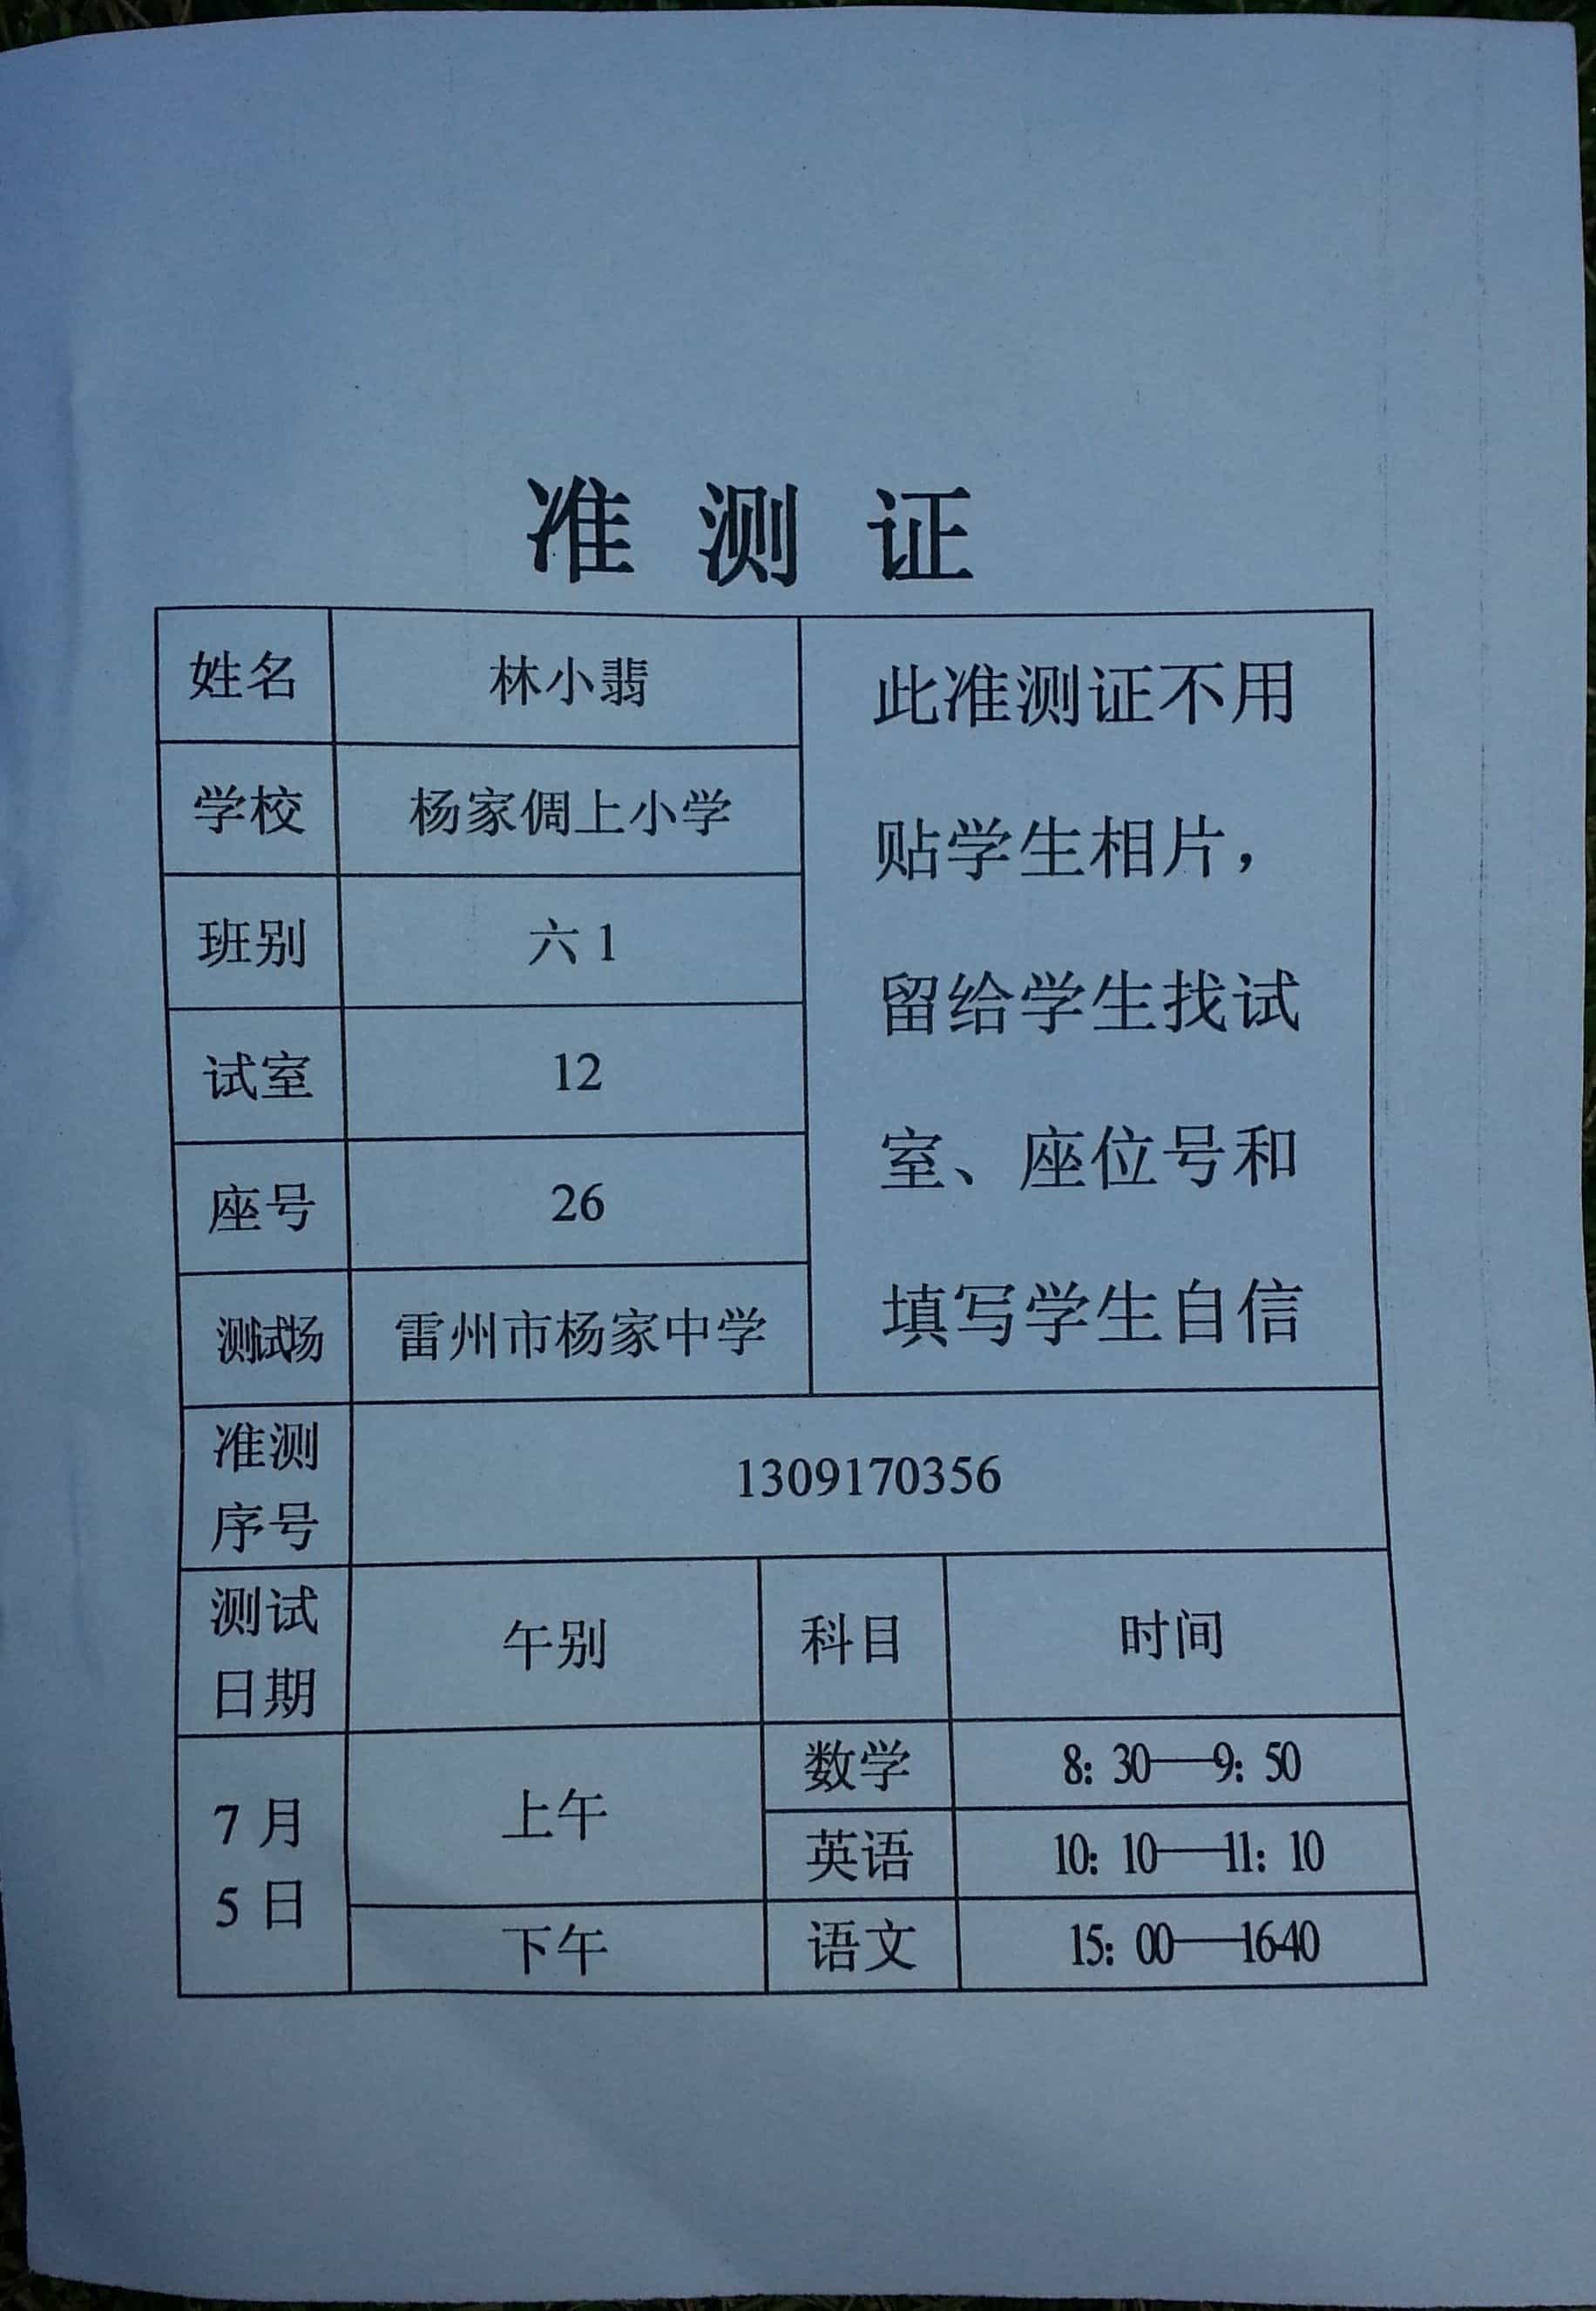 准测证
姓名 林小翡
学校 杨家倜上小学
班别 六1
试室 12
座号 26
测试场 雷州市杨家中学
此准测证不用
贴学生相片，
留给学生找试
室、座位号和
填写学生自信
准测
序号
1309170356
测试
日期
午别 科目 时间
7月
5日
上午
数学 8：30——9：50
英语 10：10——11：10
下午 语文 15：00——1640